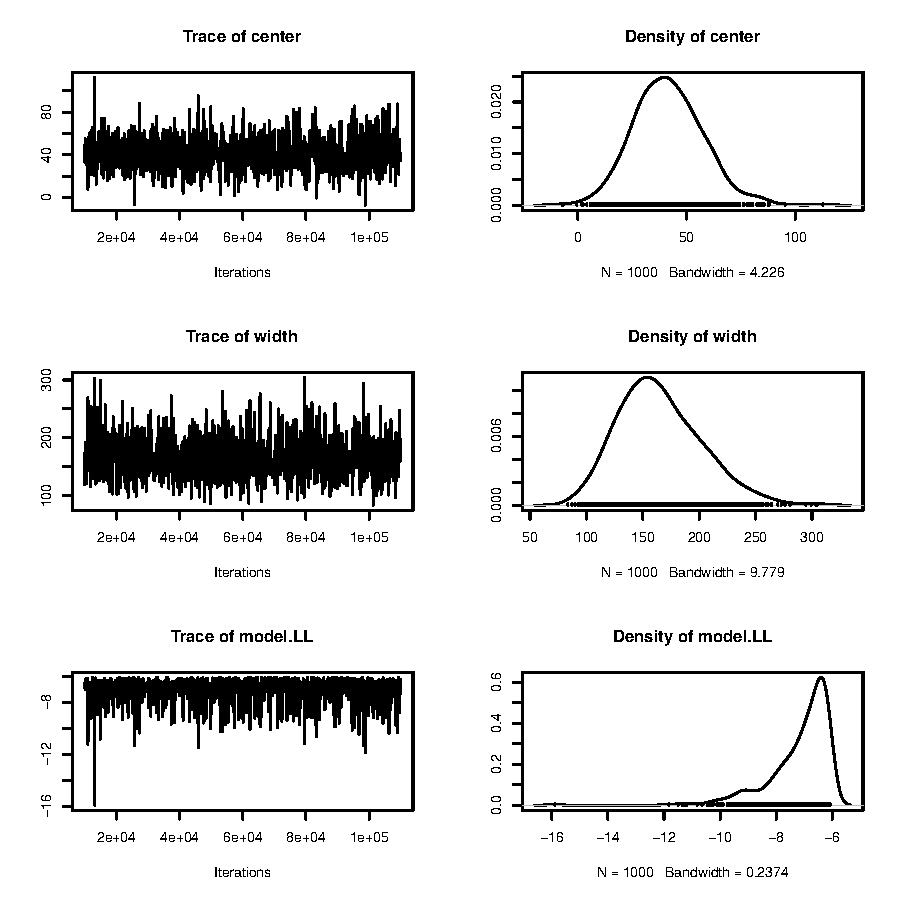 Trace of center
Density of center
80
40
0
2e+04 4e+04 6e+04 8e+04 1e+05
Iterations
0.020
0.010
0.000
0 50 100
N = 1000 Bandwidth = 4.226
Trace of width
Density of width
300
200
100
2e+04 4e+04 6e+04 8e+04 1e+05
Iterations
0.006
0.000
50 100 150 200 250 300
N = 1000 Bandwidth = 9.779
Trace of model.LL
Density of model.LL
−8
−12
−16
2e+04 4e+04 6e+04 8e+04 1e+05
Iterations
0.6
0.4
0.2
0.0
−16 −14 −12 −10 −8 −6
N = 1000 Bandwidth = 0.2374